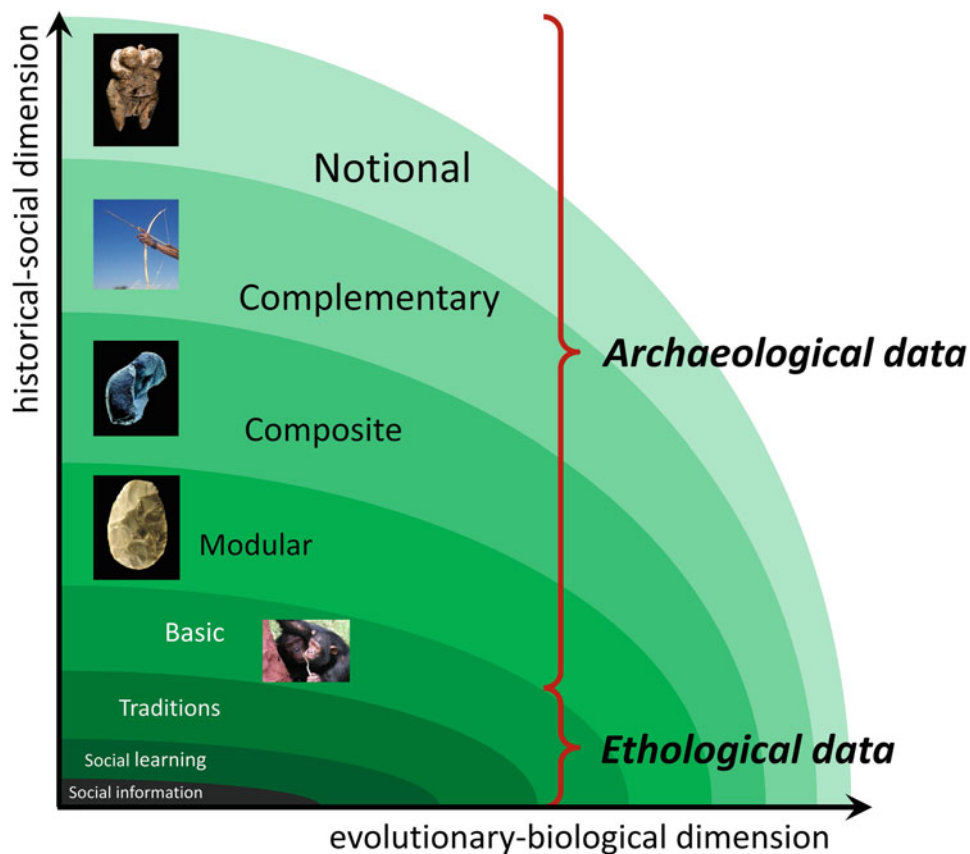 historical-social dimension
Notional
Complementary
Archaeological data
Composite
Modular
Basic
Traditions
Ethological data
Social learning
Social information
evolutionary-biological dimension